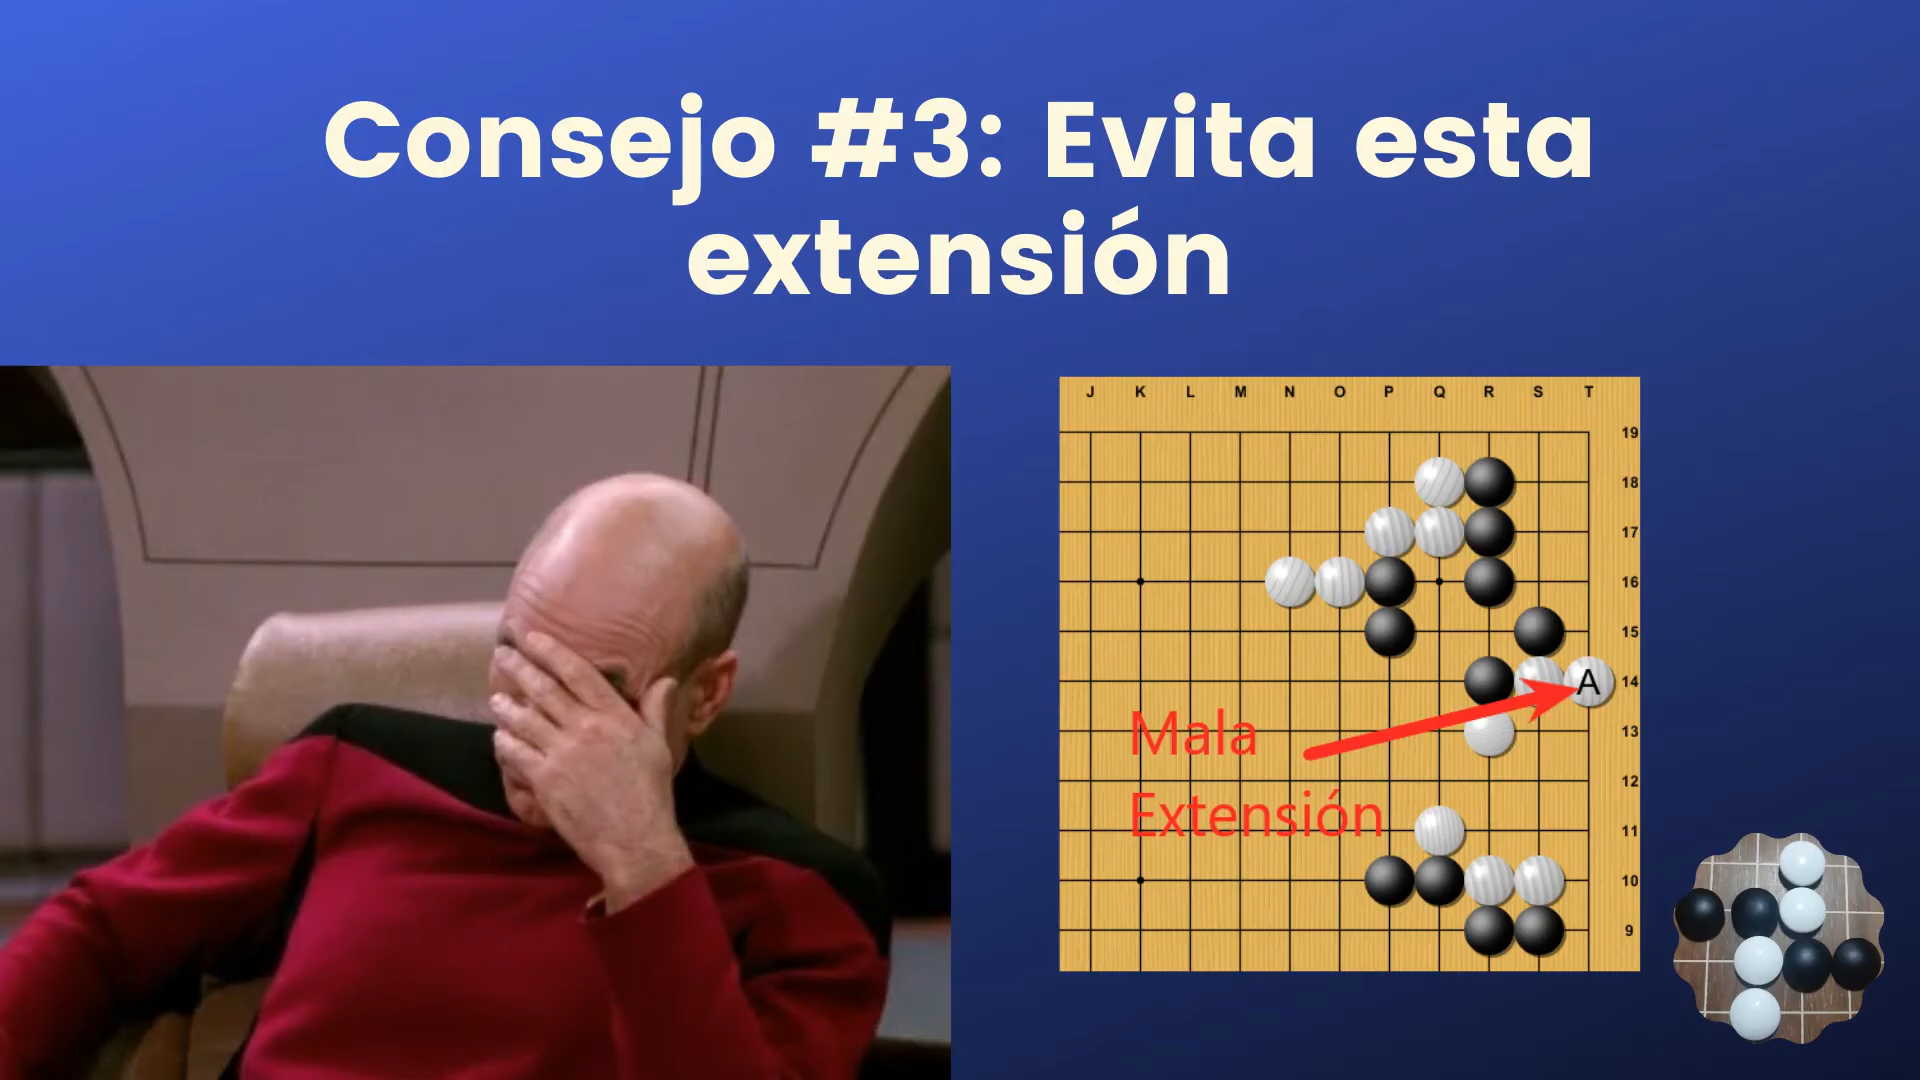 Consejo #3: Evita esta
extensión
J K L M N O P Q R S T
19
18
17
16
15
A 14
Mala
13
12
Extensión
11
10
9